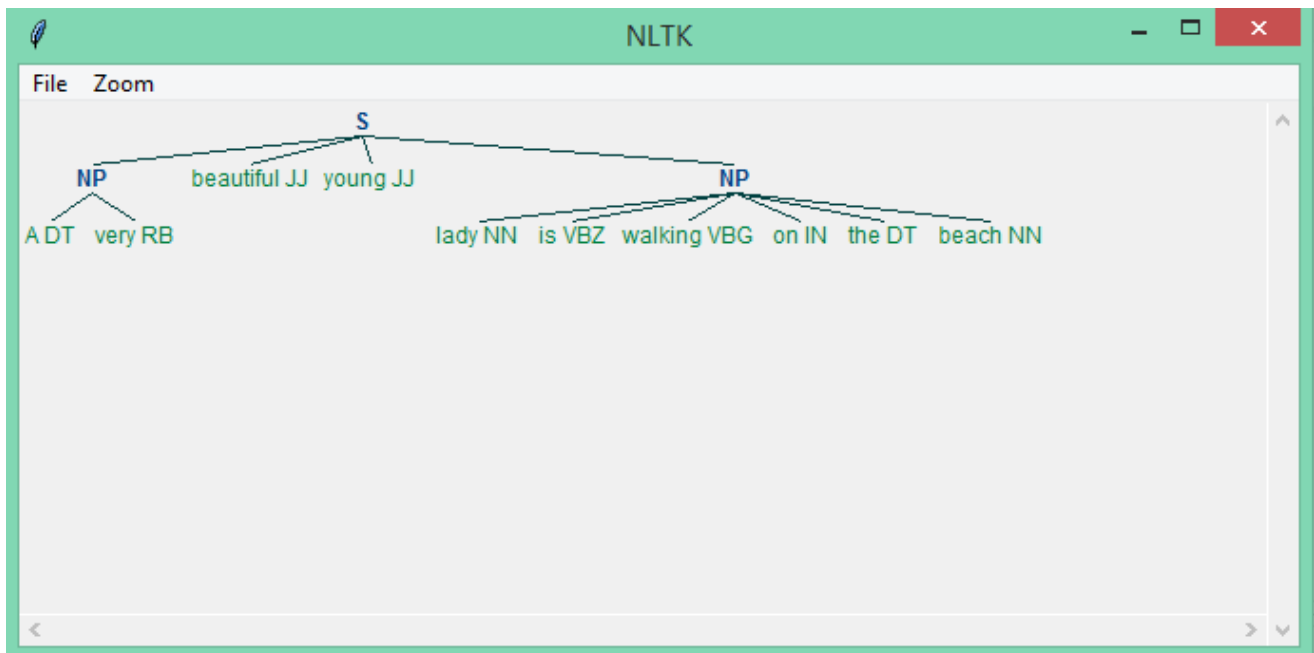 NLTK
File Zoom
S
NP beautiful JJ young JJ NP
A DT very RB lady NN is VBZ walking VBG on IN the DT beach NN